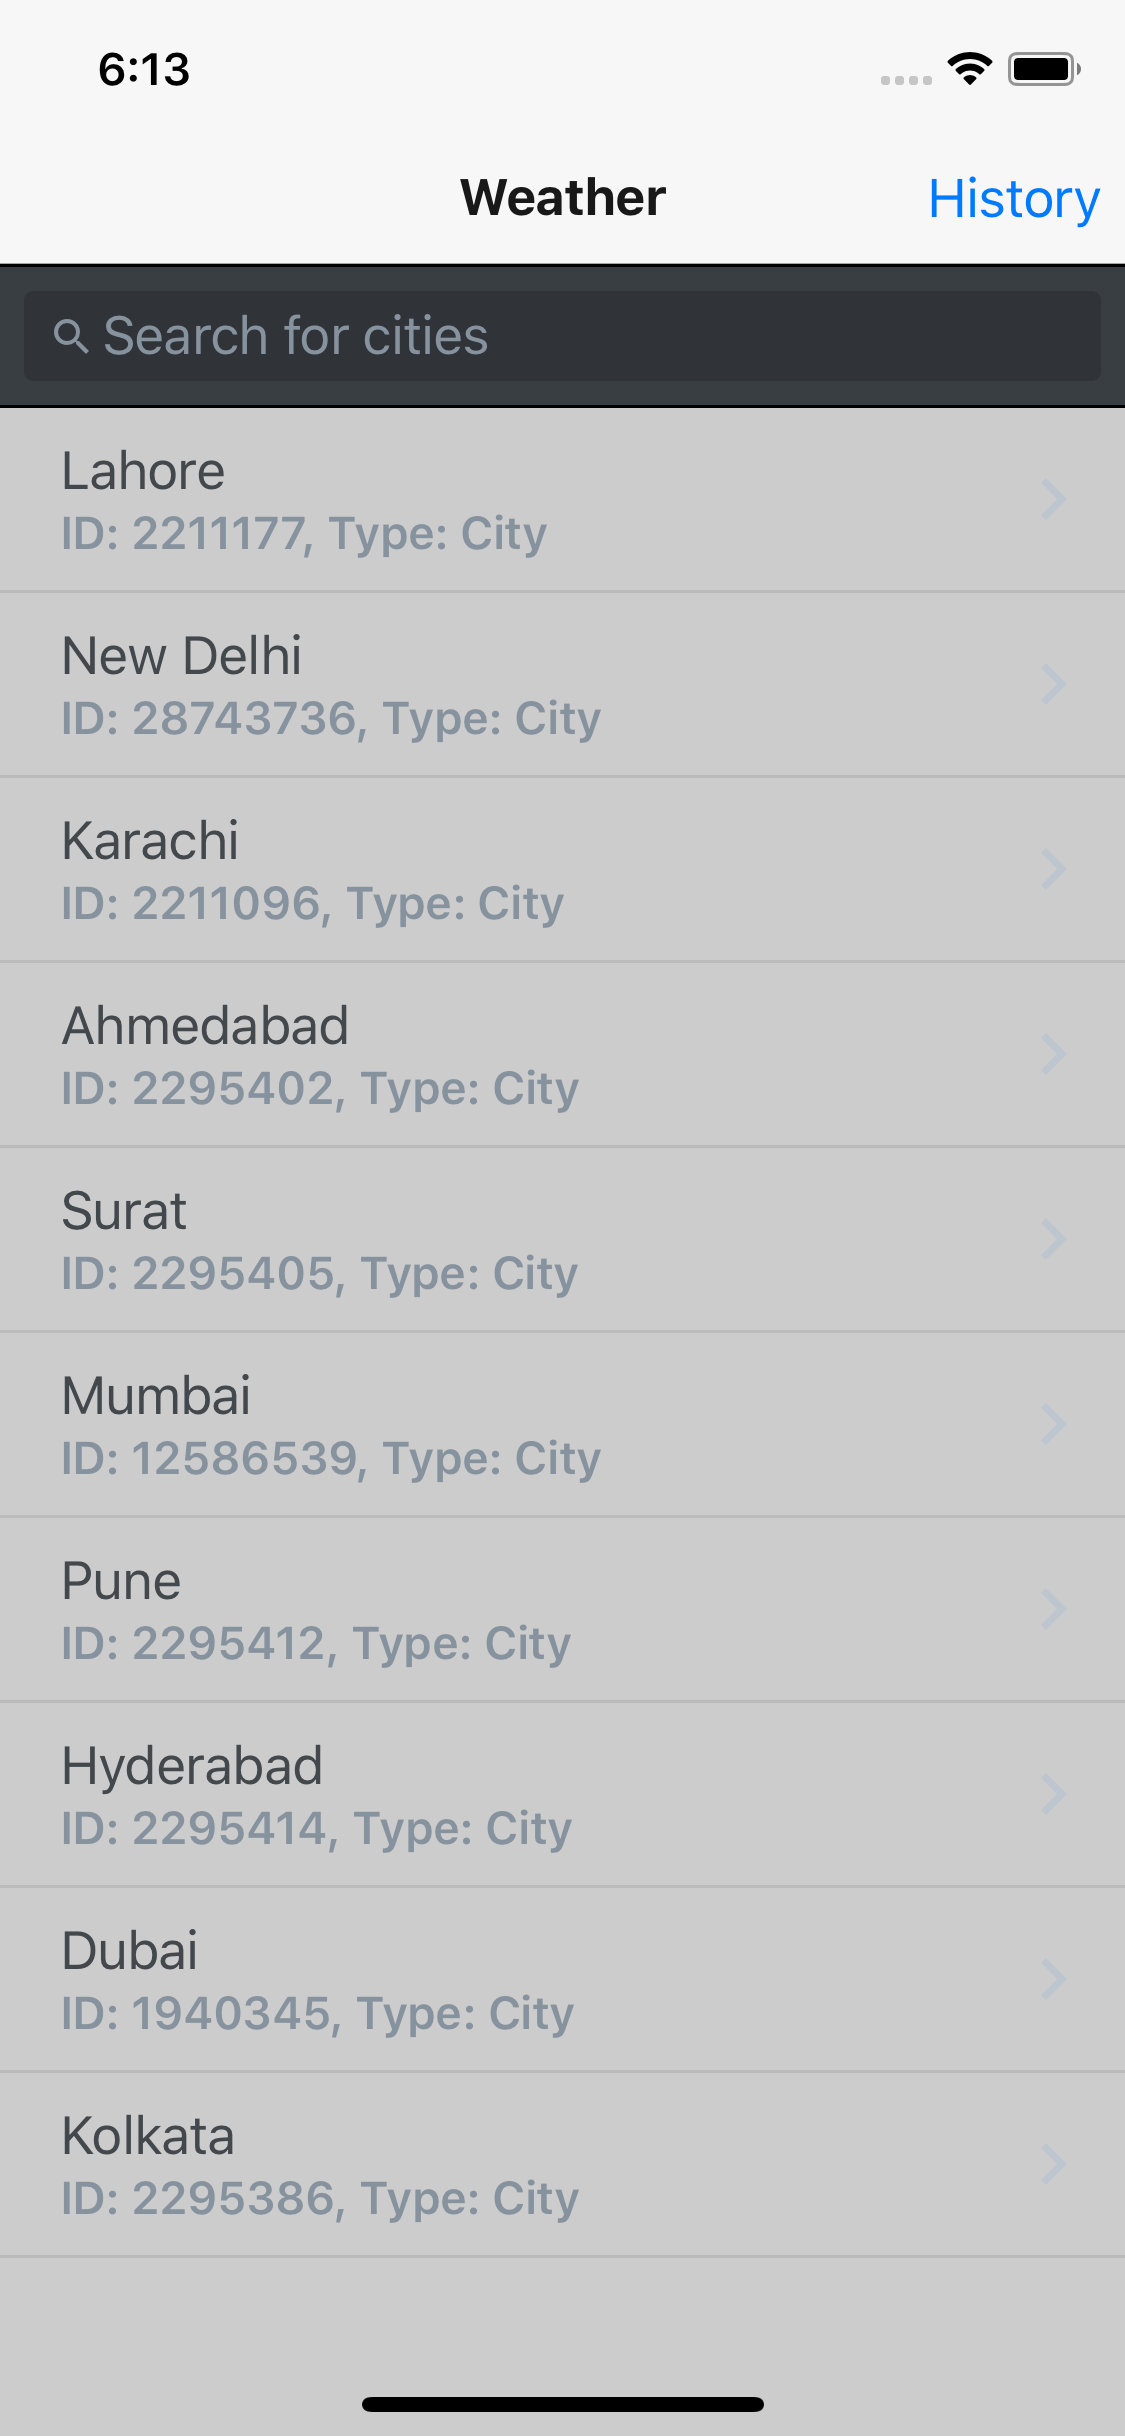 6:13
Weather
History
Search for cities
Lahore
ID: 2211177, Type: City
New Delhi
ID: 28743736, Type: City
Karachi
ID: 2211096, Type: City
Ahmedabad
ID: 2295402, Type: City
Surat
ID: 2295405, Type: City
Mumbai
ID: 12586539, Type: City
Pune
ID: 2295412, Type: City
Hyderabad
ID: 2295414, Type: City
Dubai
ID: 1940345, Type: City
Kolkata
ID: 2295386, Type: City